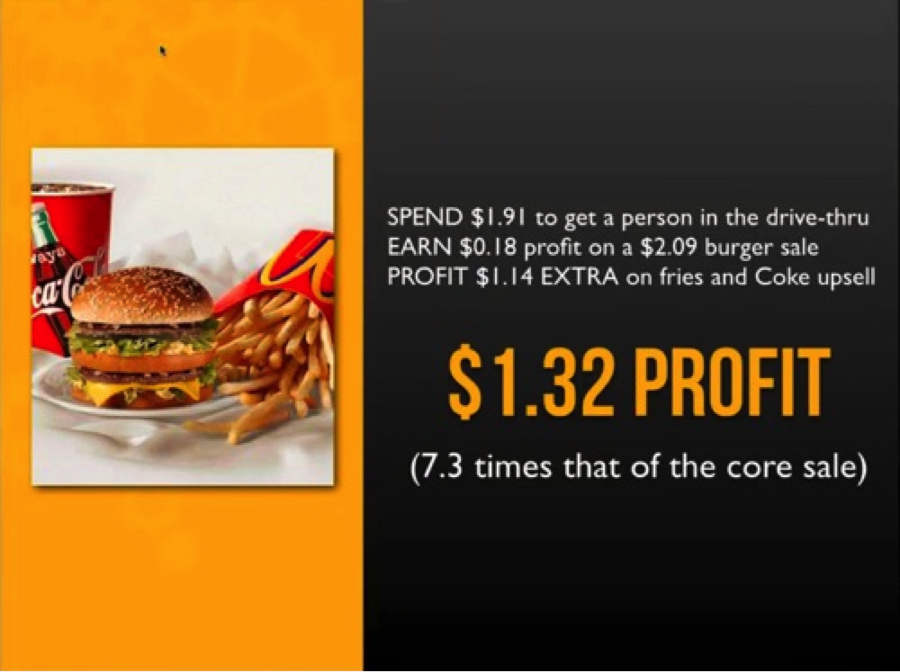 SPEND $1.91 to get a person in the drive-thru
EARN $0.18 profit on a $2.09 burger sale
PROFIT $1.14 EXTRA on fries and Coke upsell
$1.32 PROFIT
(7.3 times that of the core sale)